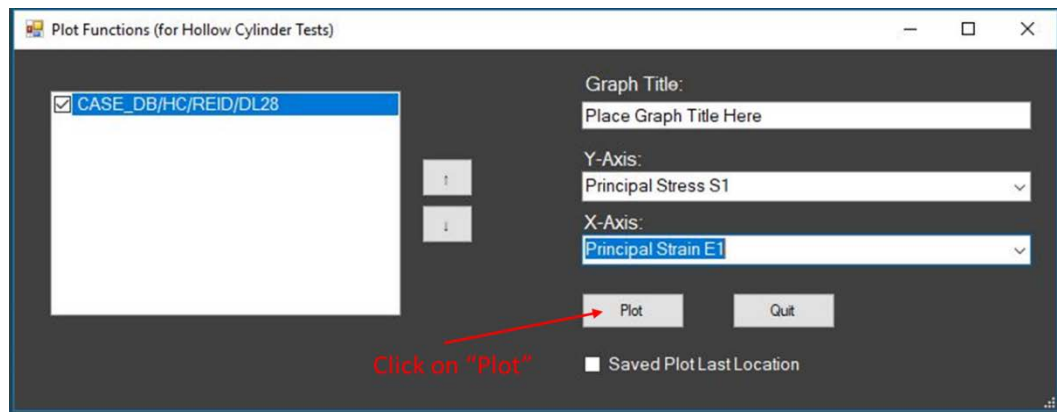 Plot Functions (for Hollow Cylinder Tests)
CASE_DB/HC/REID/DL28
Graph Title:
Place Graph Title Here
Y-Axis:
Principal Stress S1
X-Axis:
Principal Strain E1
Plot
Quit
Click on “Plot”
Saved Plot Last Location